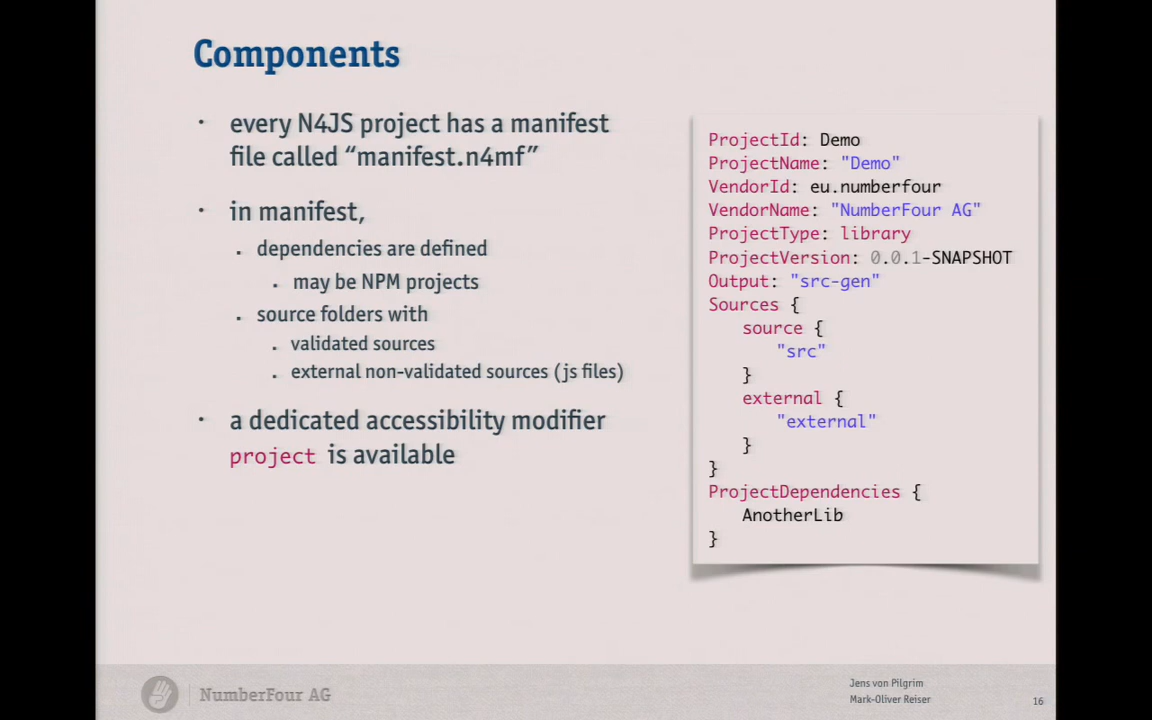 Components
· every N4JS project has a manifest
file called “manifest.n4mf”
· in manifest,
. dependencies are defined
. may be NPM projects
. source folders with
. validated sources
. external non-validated sources (js files)
· a dedicated accessibility modifier
project is available
ProjectId: Demo
ProjectName: "Demo"
VendorId: eu.numberfour
VendorName: "NumberFour AG"
ProjectType: library
ProjectVersion: 0.0.1-SNAPSHOT
Output: "src-gen"
Sources {
source {
"src"
}
external {
"external"
}
}
ProjectDependencies {
AnotherLib
}
NumberFour AG
Jens von Pilgrim
Mark-Oliver Reiser
16